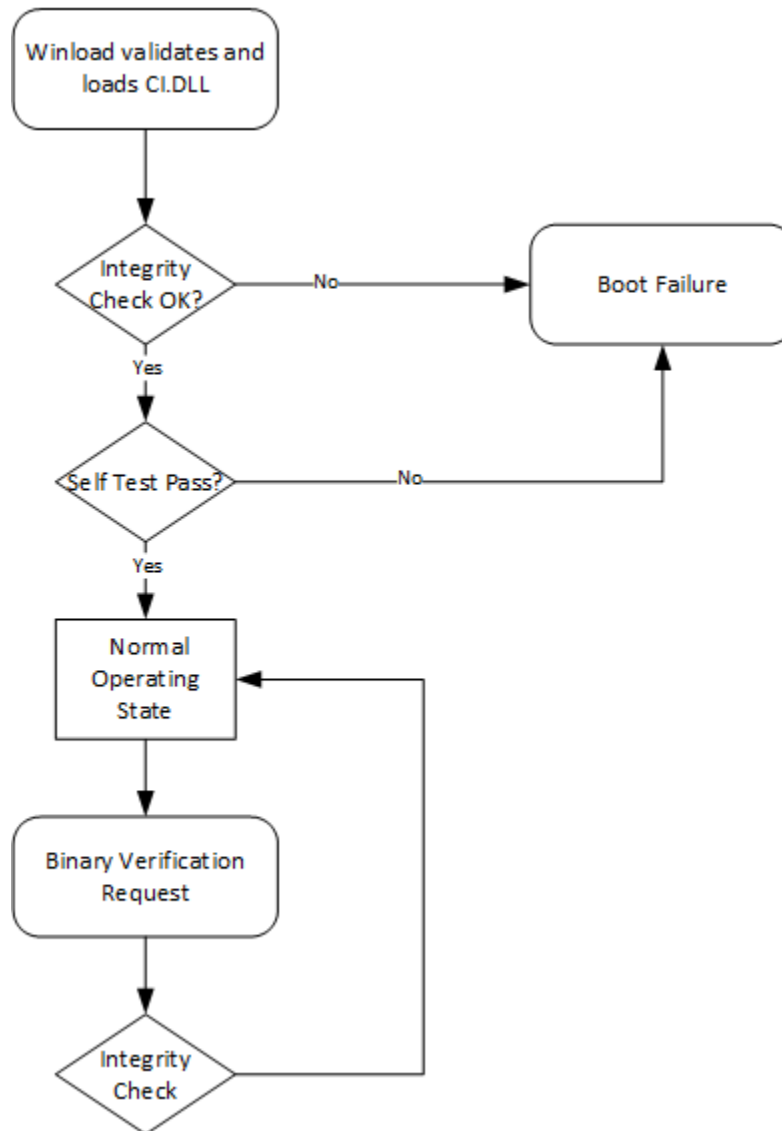 Winload validates and
loads CI.DLL
Integrity
Check OK?
No
Boot Failure
Yes
Self Test Pass?
No
Yes
Normal
Operating
State
Binary Verification
Request
Integrity
Check